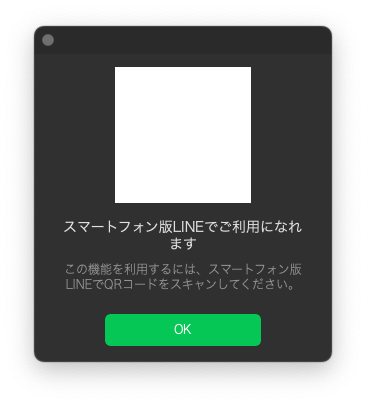 スマートフォン版LINEでご利用になれ
ます
この機能を利用するには、スマートフォン版
LINEでQRコードをスキャンしてください。
OK